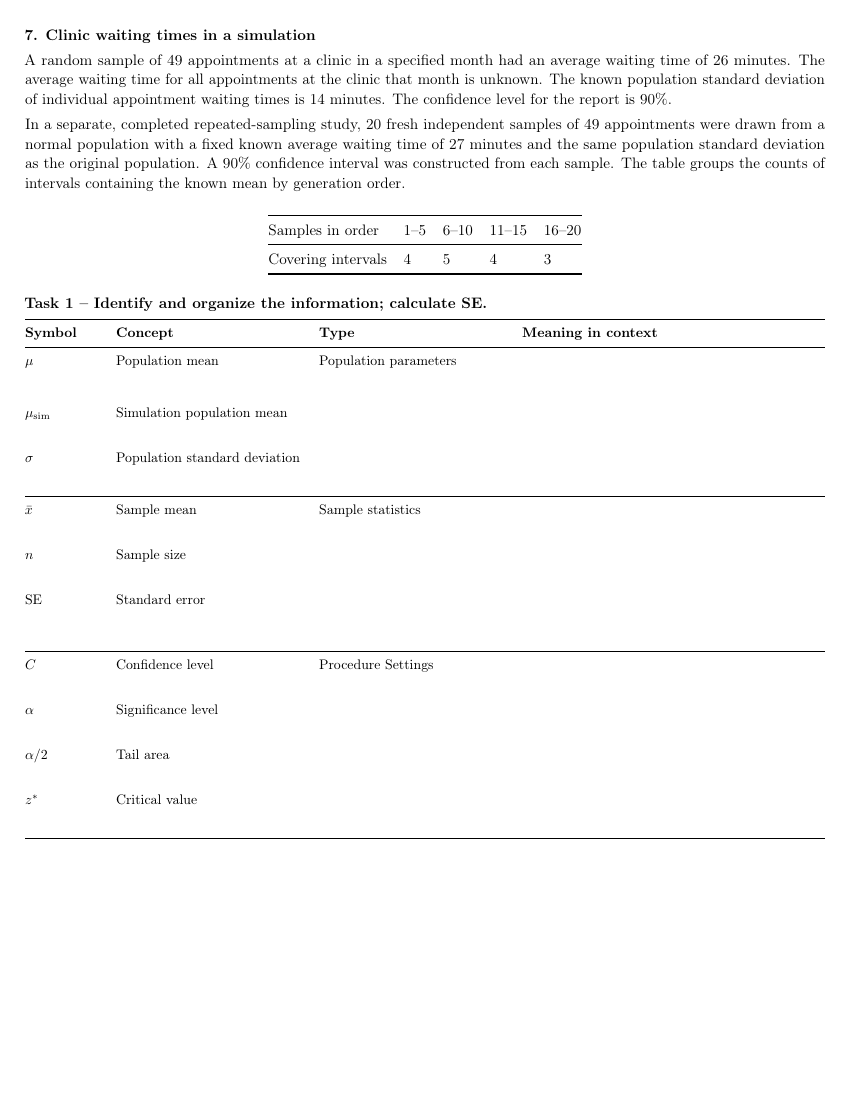 7. Clinic waiting times in a simulation
A random sample of 49 appointments at a clinic in a specified month had an average waiting time of 26 minutes. The
average waiting time for all appointments at the clinic that month is unknown. The known population standard deviation
of individual appointment waiting times is 14 minutes. The confidence level for the report is 90%.
In a separate, completed repeated-sampling study, 20 fresh independent samples of 49 appointments were drawn from a
normal population with a fixed known average waiting time of 27 minutes and the same population standard deviation
as the original population. A 90% confidence interval was constructed from each sample. The table groups the counts of
intervals containing the known mean by generation order.
Samples in order 1–5 6–10 11–15 16–20
Covering intervals 4 5 4 3
Task 1 – Identify and organize the information; calculate SE.
Symbol Concept Type Meaning in context
μ Population mean Population parameters
μ_sim Simulation population mean
σ Population standard deviation
x̄ Sample mean Sample statistics
n Sample size
SE Standard error
C Confidence level Procedure Settings
α Significance level
α/2 Tail area
z* Critical value